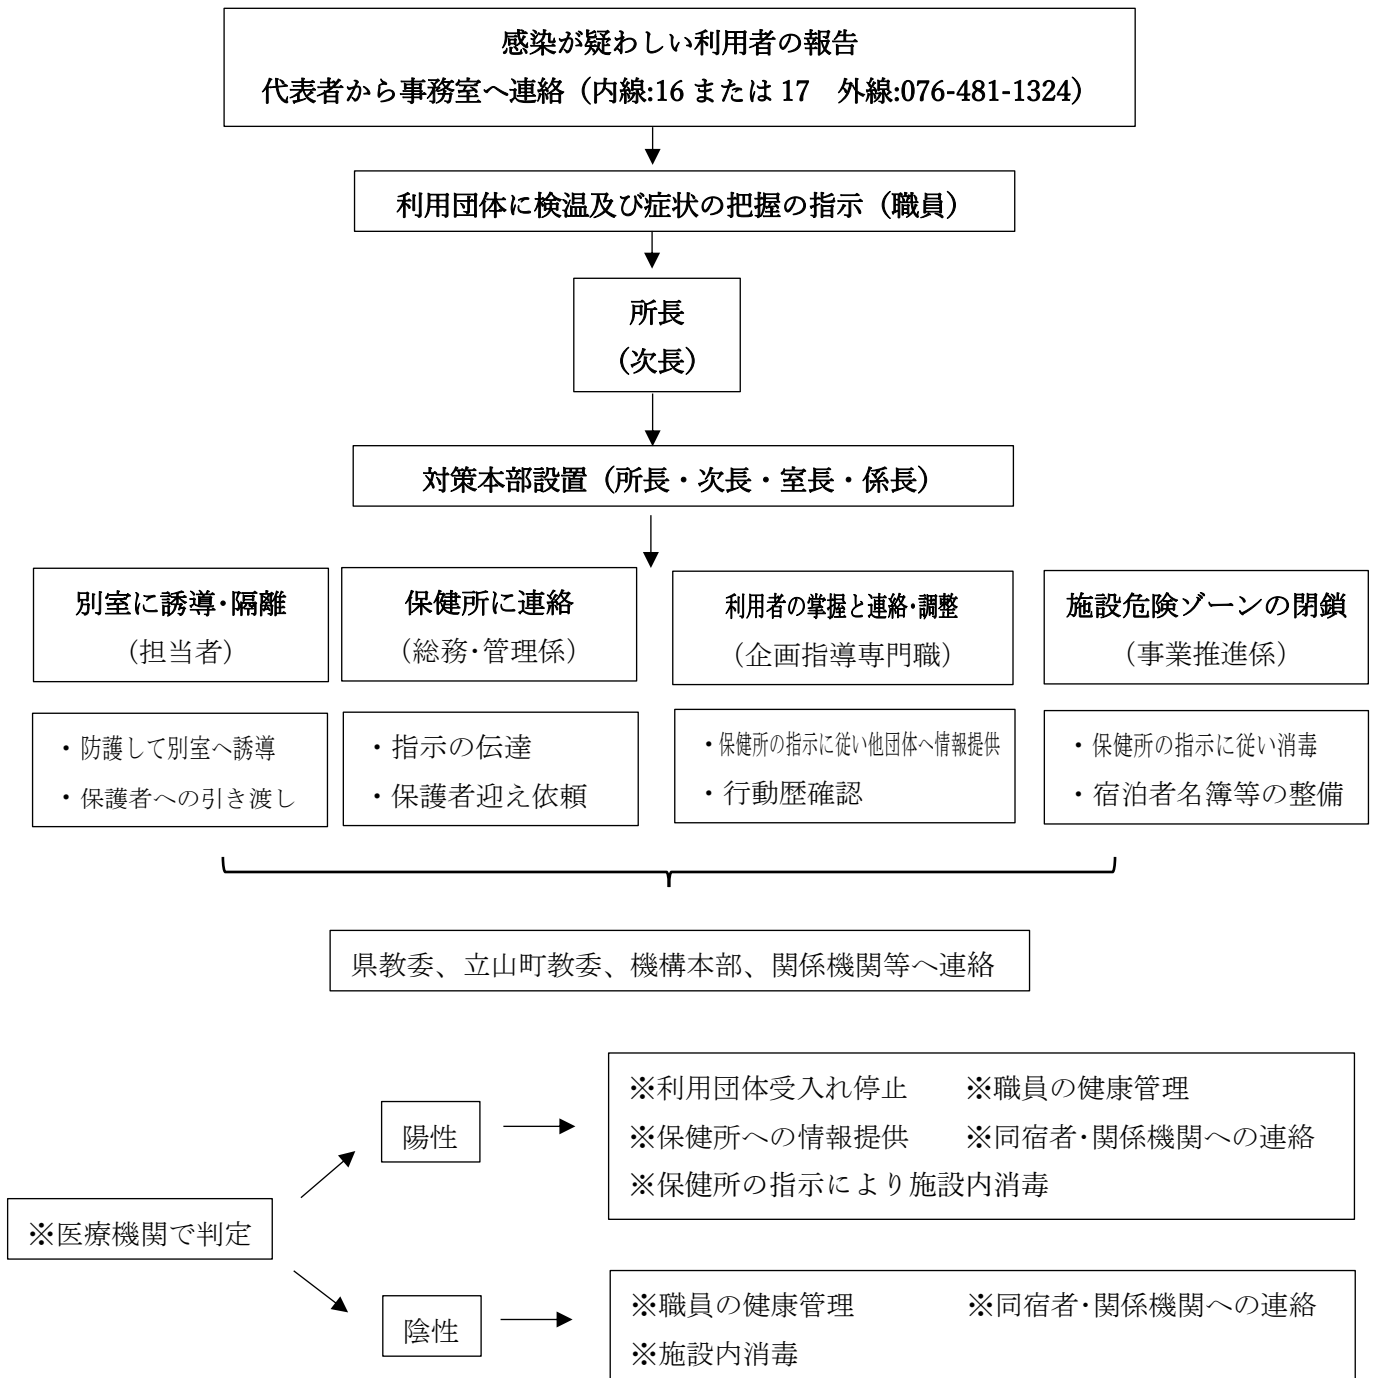 感染が疑わしい利用者の報告
代表者から事務室へ連絡（内線:16 または 17　外線:076-481-1324）
利用団体に検温及び症状の把握の指示（職員）
所長
（次長）
対策本部設置（所長・次長・室長・係長）
別室に誘導･隔離
（担当者）
保健所に連絡
（総務･管理係）
利用者の掌握と連絡･調整
（企画指導専門職）
施設危険ゾーンの閉鎖
（事業推進係）
・防護して別室へ誘導
・保護者への引き渡し
・指示の伝達
・保護者迎え依頼
・保健所の指示に従い他団体へ情報提供
・行動歴確認
・保健所の指示に従い消毒
・宿泊者名簿等の整備
県教委、立山町教委、機構本部、関係機関等へ連絡
※医療機関で判定
陽性
※利用団体受入れ停止　　※職員の健康管理
※保健所への情報提供　　※同宿者･関係機関への連絡
※保健所の指示により施設内消毒
陰性
※職員の健康管理　　　　※同宿者･関係機関への連絡
※施設内消毒